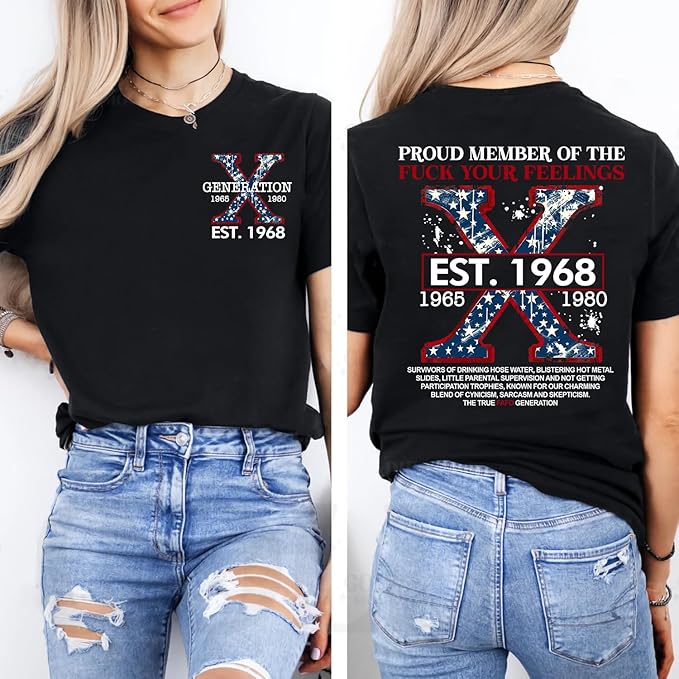 X
GENERATION
1965 1980
EST. 1968
PROUD MEMBER OF THE
FUCK YOUR FEELINGS
X
EST. 1968
1965 1980
SURVIVORS OF DRINKING HOSE WATER, BLISTERING HOT METAL
SLIDES, LITTLE PARENTAL SUPERVISION AND NOT GETTING
PARTICIPATION TROPHIES, KNOWN FOR OUR CHARMING
BLEND OF CYNICISM, SARCASM AND SKEPTICISM.
THE TRUE FAFO GENERATION